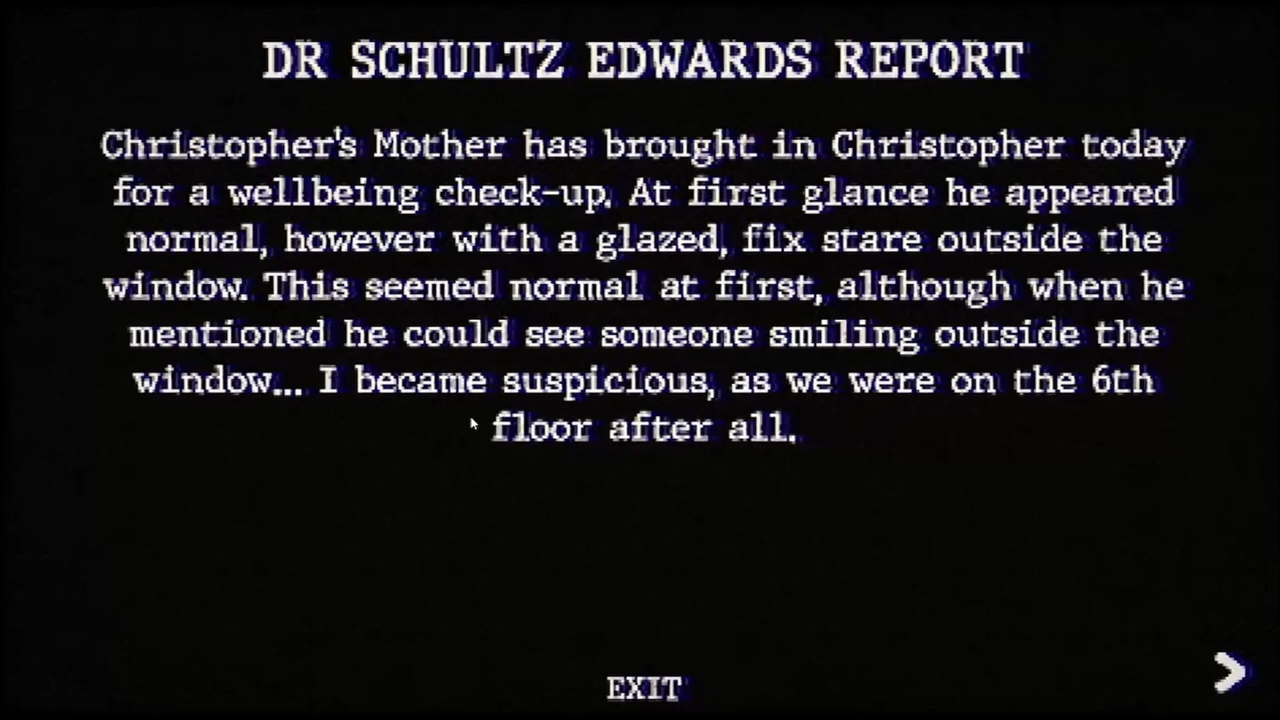 DR SCHULTZ EDWARDS REPORT
Christopher's Mother has brought in Christopher today
for a wellbeing check-up. At first glance he appeared
normal, however with a glazed, fix stare outside the
window. This seemed normal at first, although when he
mentioned he could see someone smiling outside the
window... I became suspicious, as we were on the 6th
floor after all.
EXIT